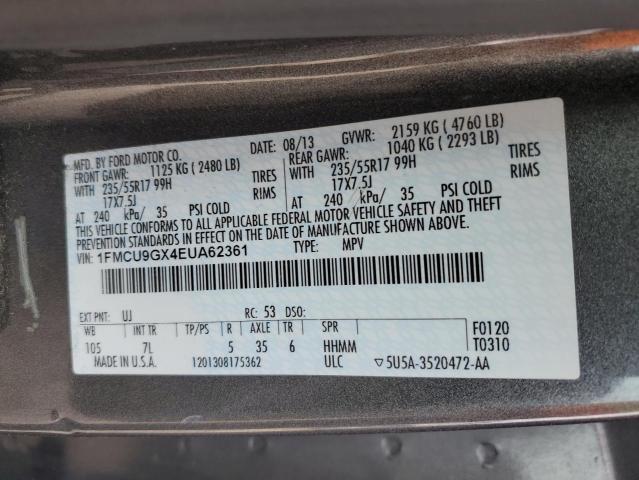 MFD. BY FORD MOTOR CO.
DATE: 08/13 GVWR: 2159 KG ( 4760 LB)
FRONT GAWR: 1125 KG ( 2480 LB) REAR GAWR: 1040 KG ( 2293 LB)
WITH 235/55R17 99H TIRES WITH 235/55R17 99H TIRES
17X7.5J RIMS 17X7.5J RIMS
AT 240 kPa/ 35 PSI COLD AT 240 kPa/ 35 PSI COLD
THIS VEHICLE CONFORMS TO ALL APPLICABLE FEDERAL MOTOR VEHICLE SAFETY AND THEFT
PREVENTION STANDARDS IN EFFECT ON THE DATE OF MANUFACTURE SHOWN ABOVE.
VIN: 1FMCU9GX4EUA62361 TYPE: MPV
EXT PNT: UJ RC: 53 DSO:
WB INT TR TP/PS R AXLE TR SPR F0120
105 7L 5 35 6 HHMM T0310
MADE IN U.S.A. 1201308175362 ULC ▽5U5A-3520472-AA